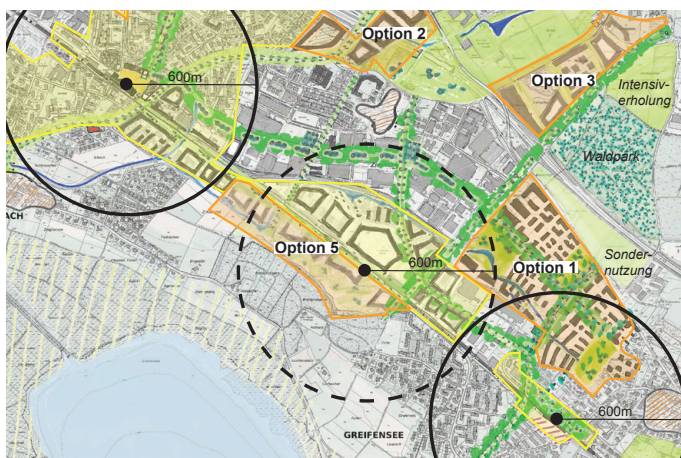 Option 2
600m
Option 3
Intensiv-
erholung
Waldpark
ACH
Option 5
600m
Option 1
Sonder-
nutzung
600m
GREIFENSEE